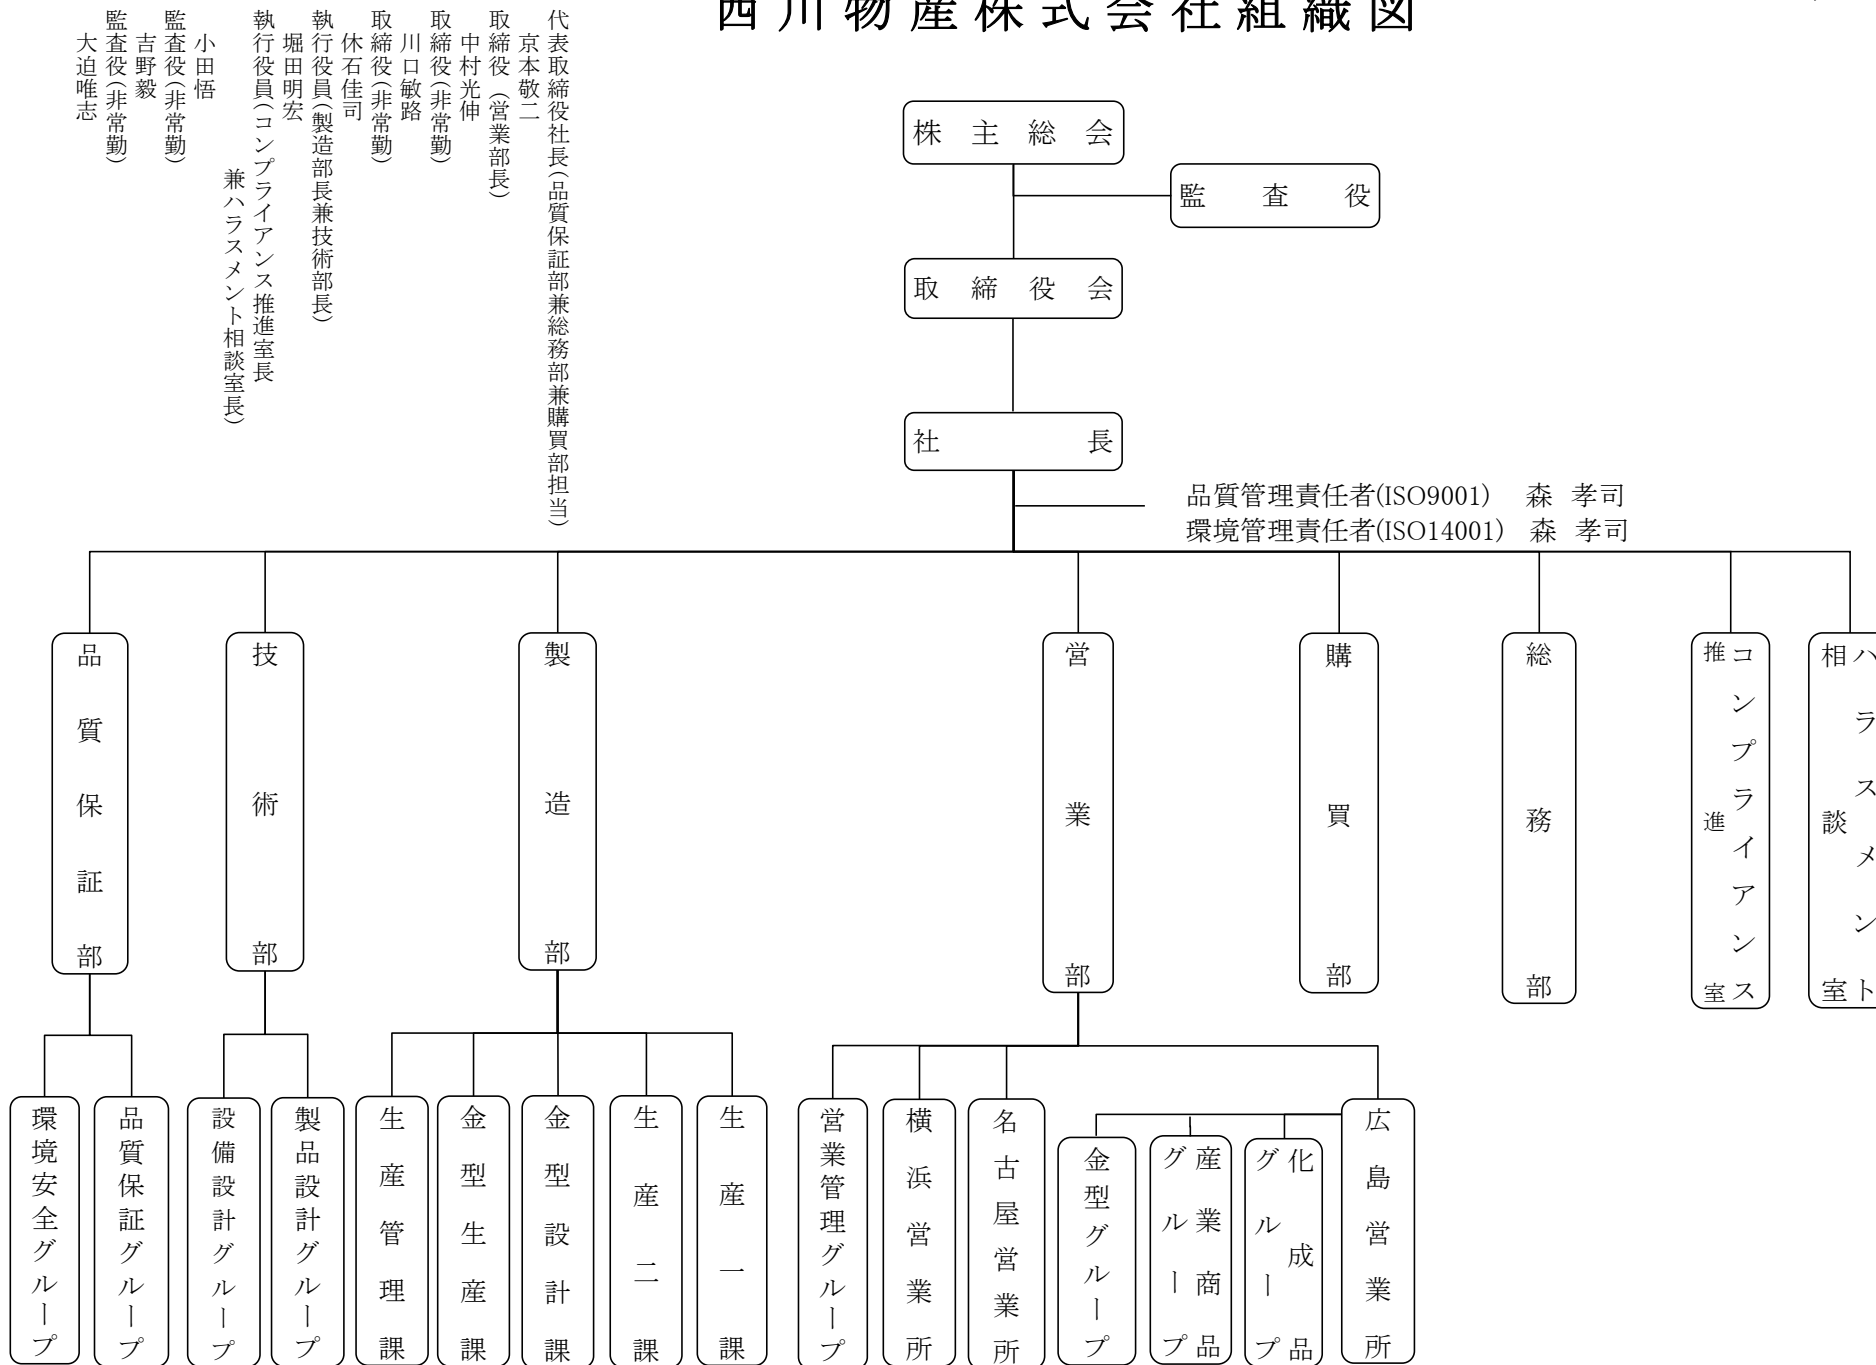 西川物産株式会社組織図
代表取締役社長(品質保証部兼総務部兼購買部担当)
京本敬二
取締役(営業部長)
中村光伸
取締役(非常勤)
川口敏路
取締役(非常勤)
休石佳司
執行役員(製造部長兼技術部長)
堀田明宏
執行役員(コンプライアンス推進室長
兼ハラスメント相談室長)
小田悟
監査役(非常勤)
吉野毅
監査役(非常勤)
大迫唯志
株主総会
監査役
取締役会
社長
品質管理責任者(ISO9001) 森 孝司
環境管理責任者(ISO14001) 森 孝司
品質保証部
技術部
製造部
営業部
購買部
総務部
コンプライアンス
推進室
ハラスメント
相談室
環境安全グループ
品質保証グループ
設備設計グループ
製品設計グループ
生産管理課
金型生産課
金型設計課
生産二課
生産一課
営業管理グループ
横浜営業所
名古屋営業所
金型グループ
産業商品
グループ
化成品
グループ
広島営業所